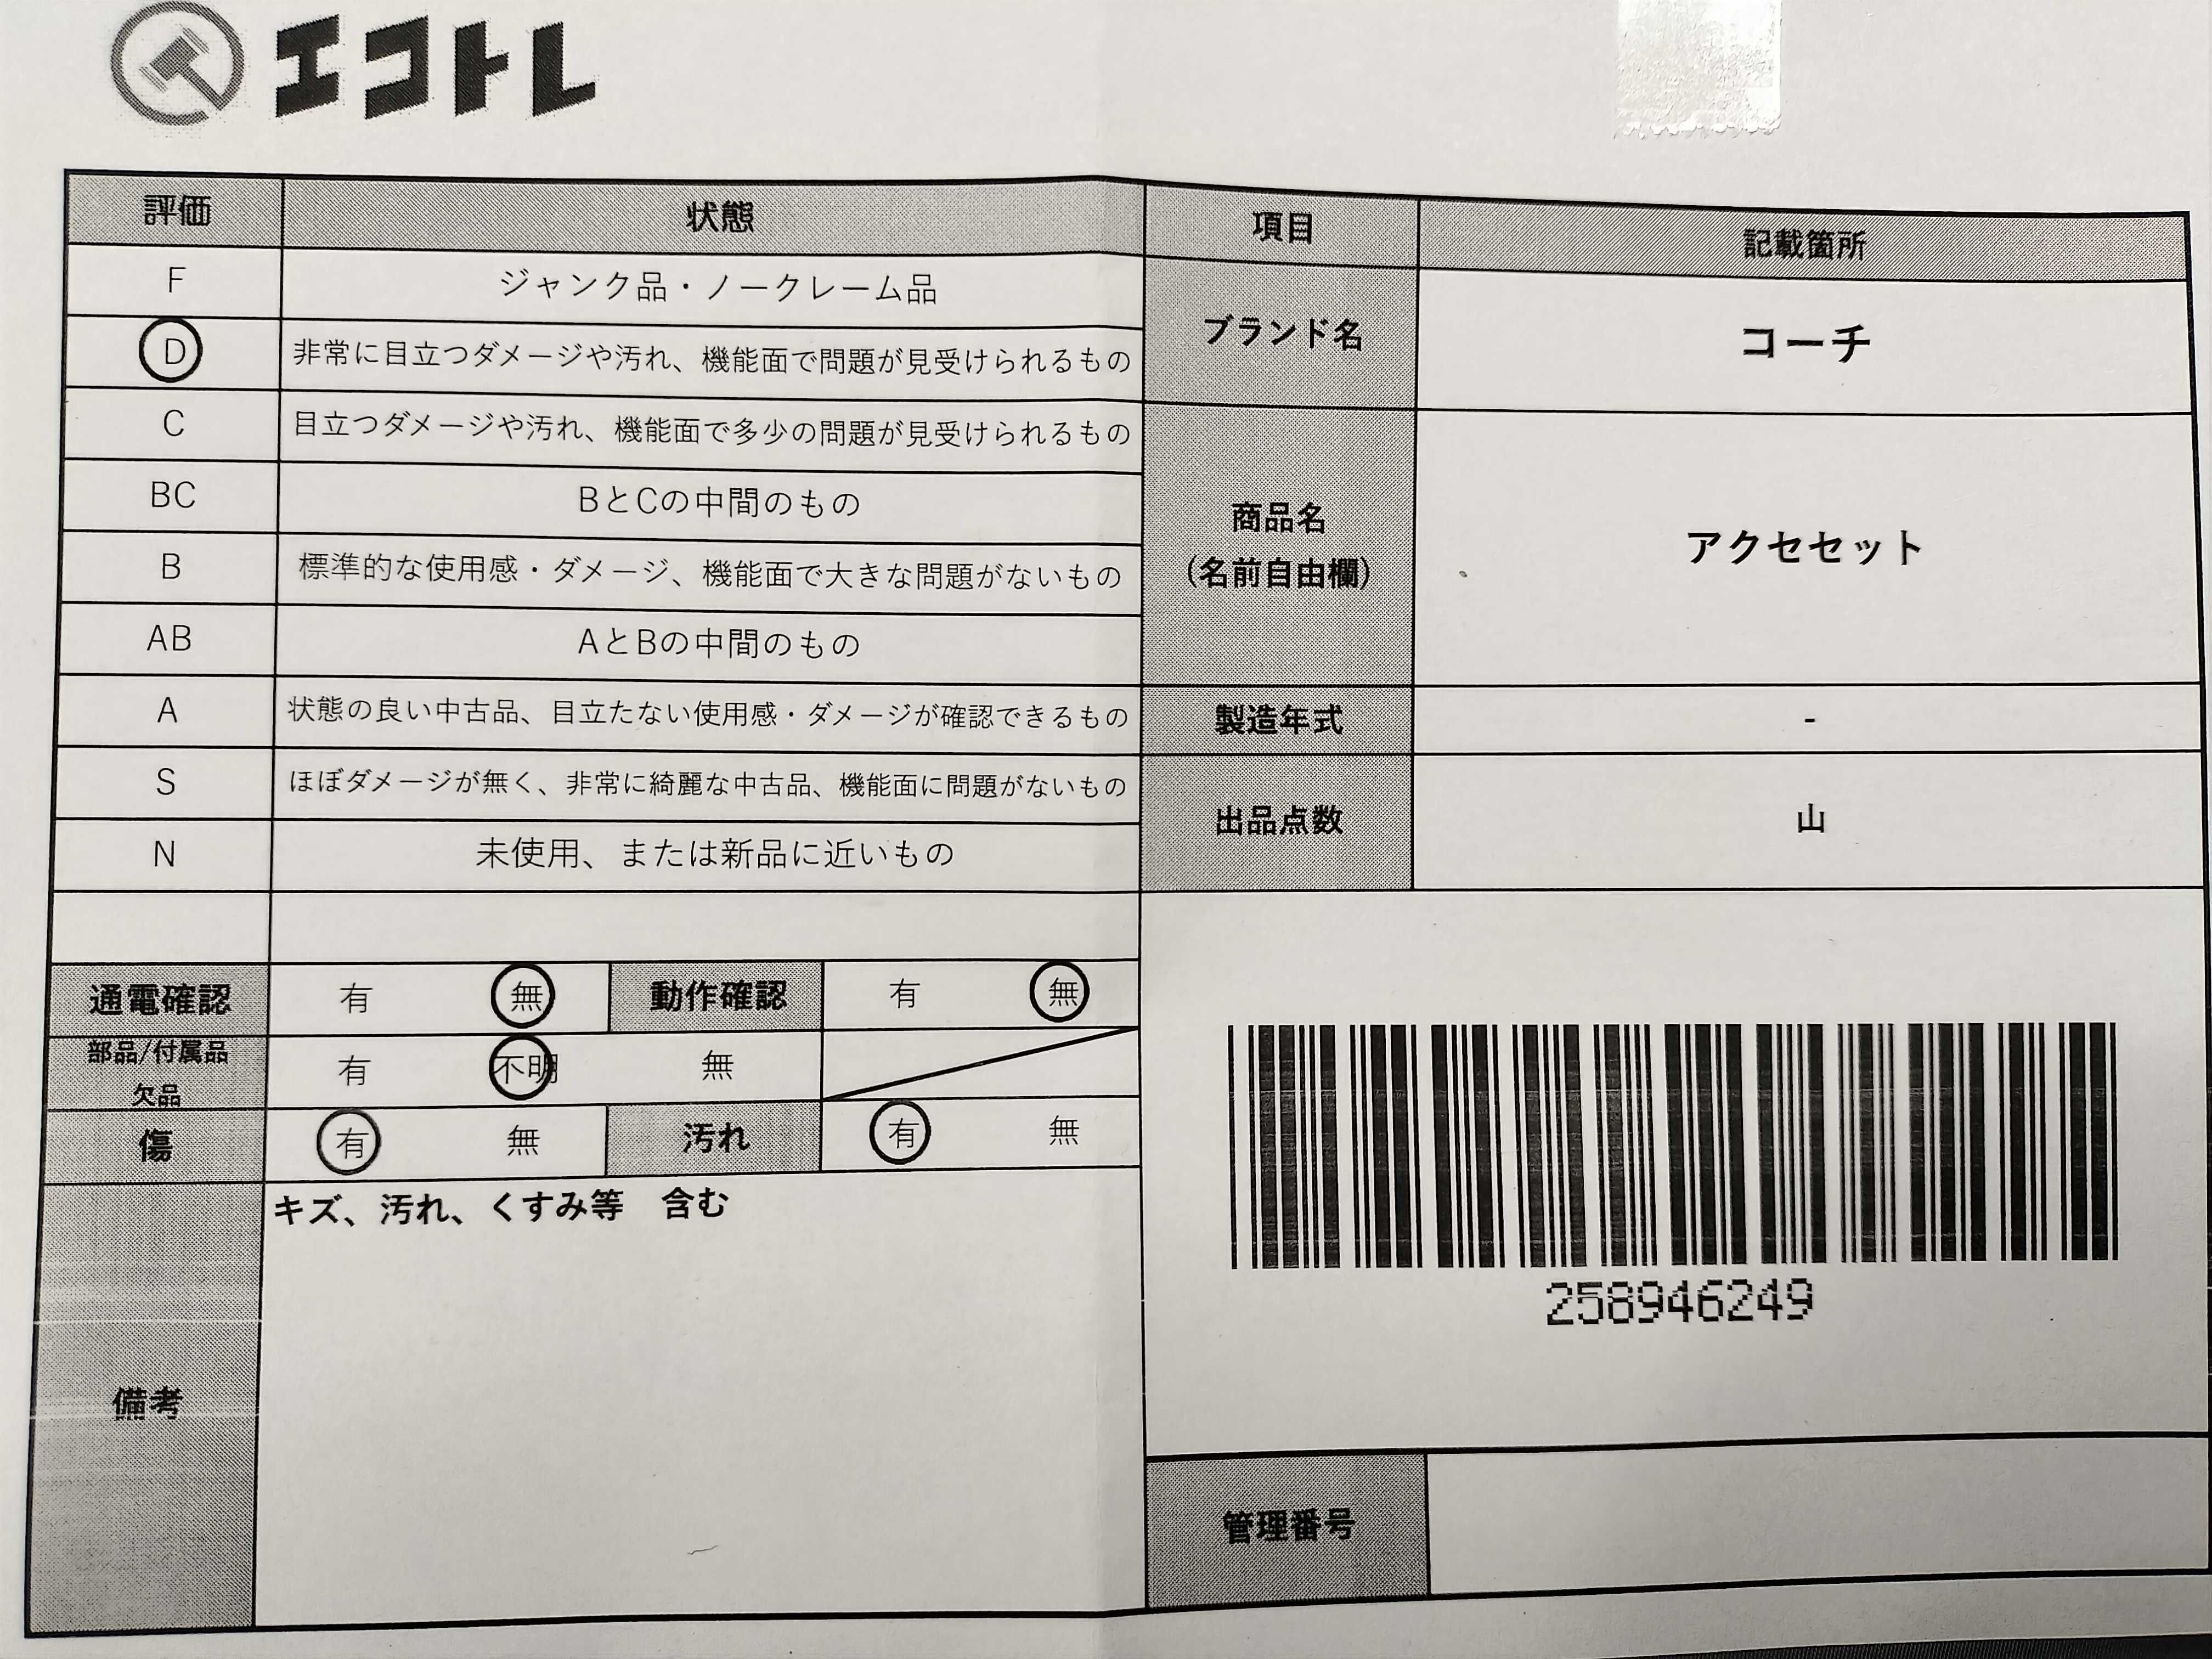 エコトレ
評価 状態
F ジャンク品・ノークレーム品
D 非常に目立つダメージや汚れ、機能面で問題が見受けられるもの
C 目立つダメージや汚れ、機能面で多少の問題が見受けられるもの
BC BとCの中間のもの
B 標準的な使用感・ダメージ、機能面で大きな問題がないもの
AB AとBの中間のもの
A 状態の良い中古品、目立たない使用感・ダメージが確認できるもの
S ほぼダメージが無く、非常に綺麗な中古品、機能面に問題がないもの
N 未使用、または新品に近いもの
通電確認 有 無 動作確認 有 無
部品/付属品
欠品 有 不明 無
傷 有 無 汚れ 有 無
備考 キズ、汚れ、くすみ等 含む
項目 記載箇所
ブランド名 コーチ
商品名
(名前自由欄) アクセセット
製造年式 -
出品点数 山
258946249
管理番号